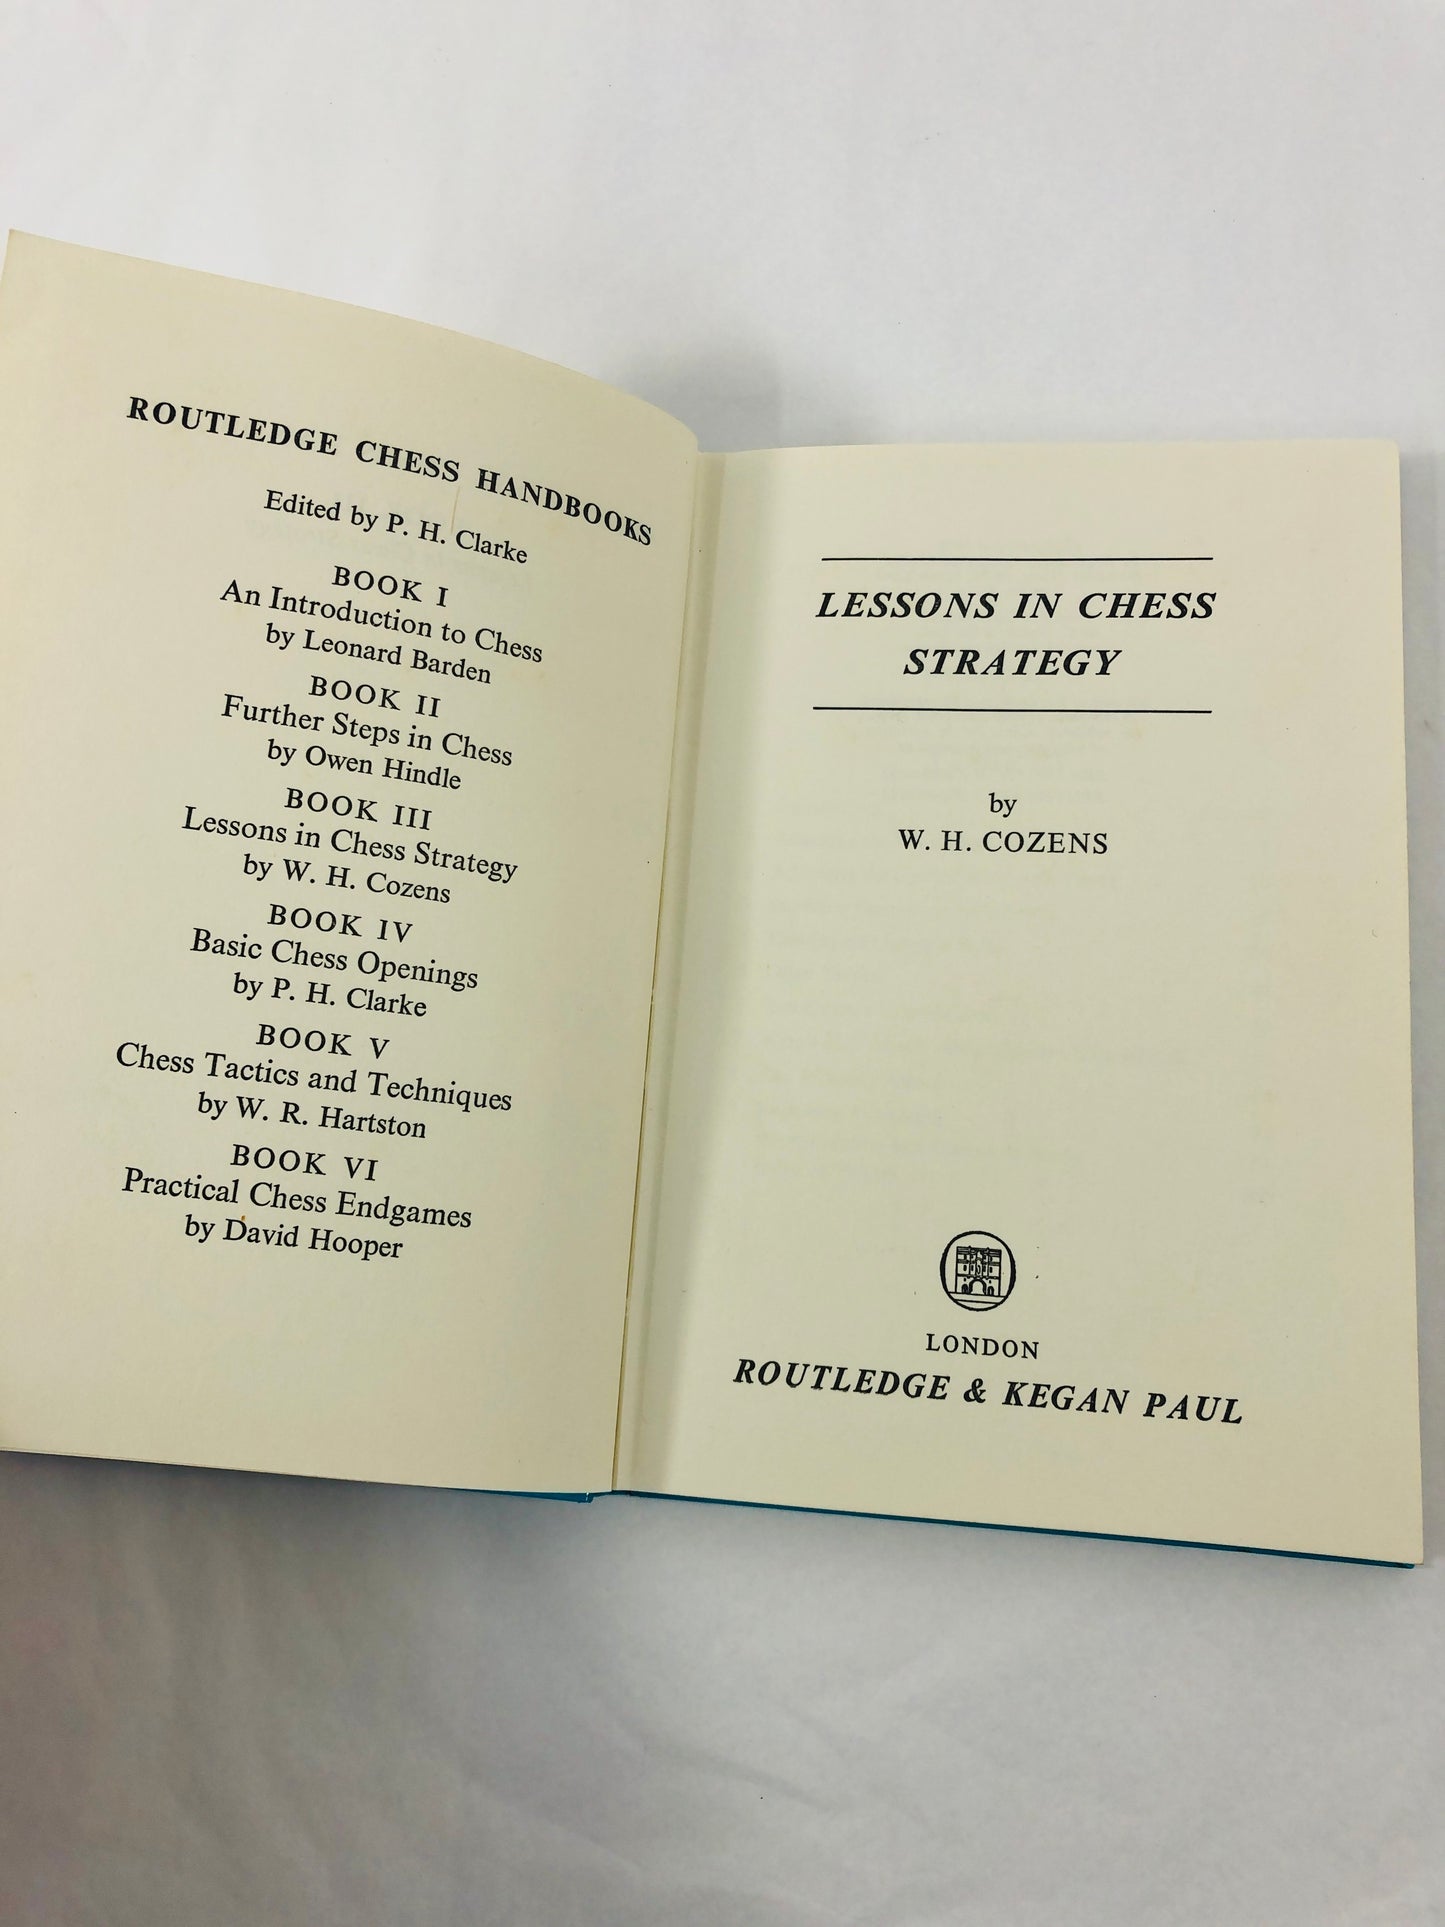 ROUTLEDGE CHESS HANDBOOKS
Edited by P. H. Clarke
BOOK I
An Introduction to Chess
by Leonard Barden
BOOK II
Further Steps in Chess
by Owen Hindle
BOOK III
Lessons in Chess Strategy
by W. H. Cozens
BOOK IV
Basic Chess Openings
by P. H. Clarke
BOOK V
Chess Tactics and Techniques
by W. R. Hartston
BOOK VI
Practical Chess Endgames
by David Hooper
LESSONS IN CHESS
STRATEGY
by
W. H. COZENS
LONDON
ROUTLEDGE & KEGAN PAUL